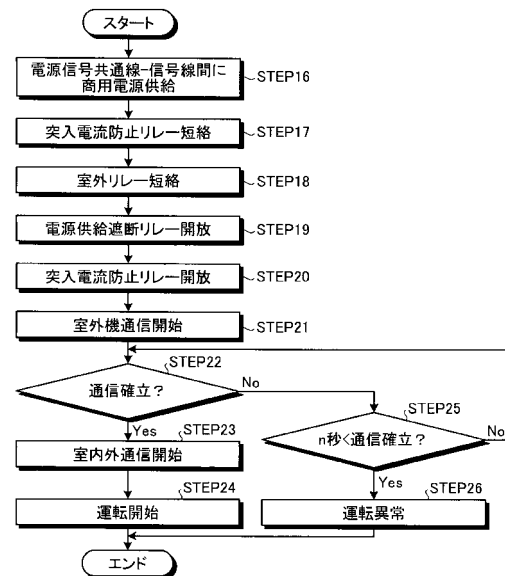 スタート
電源信号共通線-信号線間に
商用電源供給
STEP16
突入電流防止リレー短絡
STEP17
室外リレー短絡
STEP18
電源供給遮断リレー開放
STEP19
突入電流防止リレー開放
STEP20
室外機通信開始
STEP21
STEP22
通信確立？
No
Yes
STEP25
n秒<通信確立？
No
Yes
STEP23
室内外通信開始
STEP24
運転開始
STEP26
運転異常
エンド